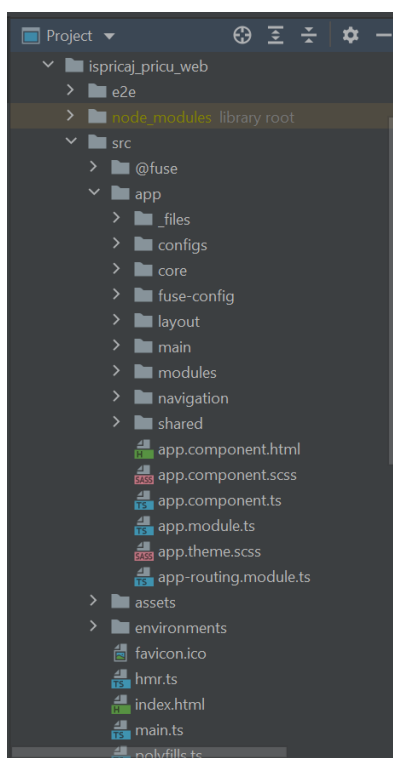 Project
ispricaj_pricu_web
e2e
node_modules library root
src
@fuse
app
_files
configs
core
fuse-config
layout
main
modules
navigation
shared
app.component.html
app.component.scss
app.component.ts
app.module.ts
app.theme.scss
app-routing.module.ts
assets
environments
favicon.ico
hmr.ts
index.html
main.ts
polyfills.ts